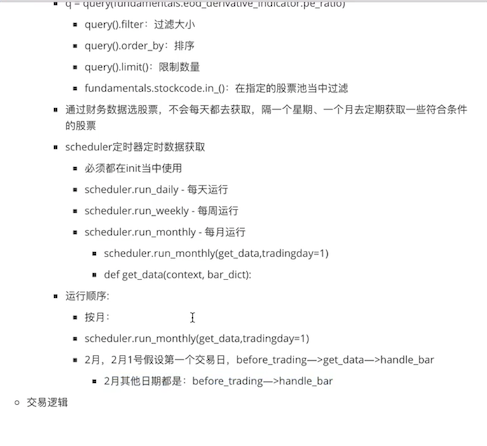 q = query(fundamentals.eod_derivative_indicator.pe_ratio)
query().filter：过滤大小
query().order_by：排序
query().limit()：限制数量
fundamentals.stockcode.in_()：在指定的股票池当中过滤
通过财务数据选股票，不会每天都去获取，隔一个星期、一个月去定期获取一些符合条件
的股票
scheduler定时器定时数据获取
必须都在init当中使用
scheduler.run_daily - 每天运行
scheduler.run_weekly - 每周运行
scheduler.run_monthly - 每月运行
scheduler.run_monthly(get_data,tradingday=1)
def get_data(context, bar_dict):
运行顺序:
按月：
scheduler.run_monthly(get_data,tradingday=1)
2月，2月1号假设第一个交易日，before_trading—>get_data—>handle_bar
2月其他日期都是：before_trading—>handle_bar
交易逻辑